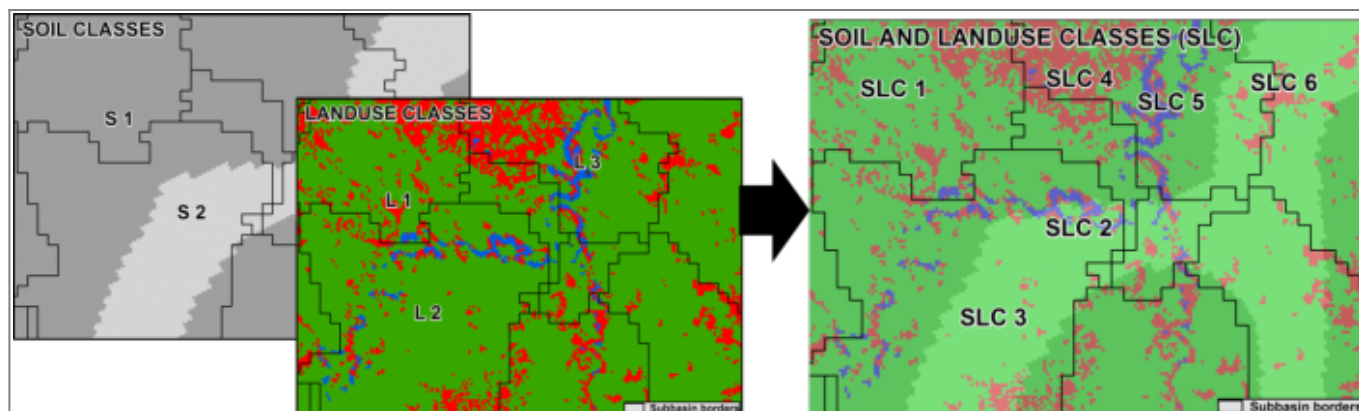 SOIL CLASSES
S 1
S 2
LANDUSE CLASSES
L 3
L 1
L 2
Subbasin borders
SOIL AND LANDUSE CLASSES (SLC)
SLC 1
SLC 4
SLC 5
SLC 6
SLC 2
SLC 3
Subbasin borders